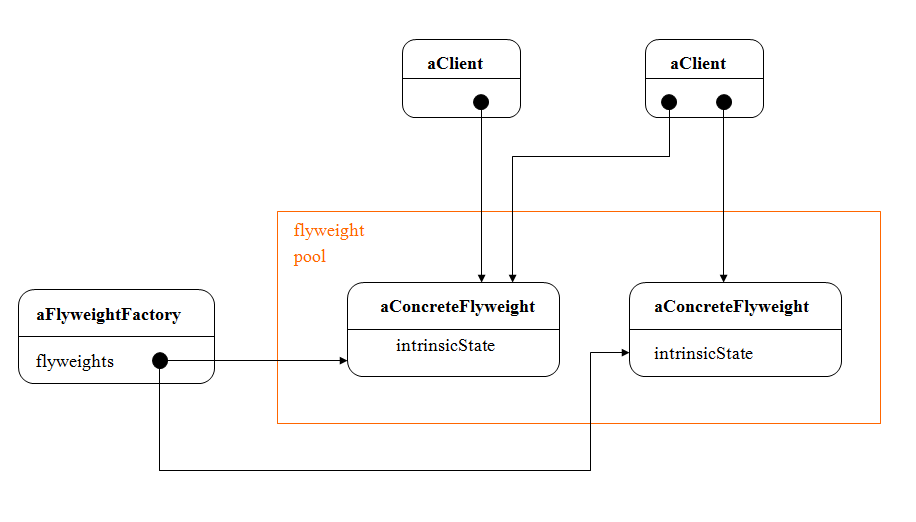 aClient
aClient
flyweight
pool
aFlyweightFactory
flyweights
aConcreteFlyweight
intrinsicState
aConcreteFlyweight
intrinsicState